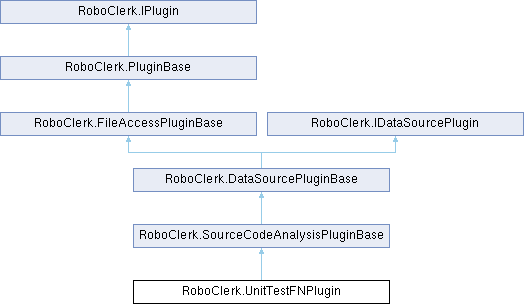 RoboClerk.IPlugin
RoboClerk.PluginBase
RoboClerk.FileAccessPluginBase
RoboClerk.IDataSourcePlugin
RoboClerk.DataSourcePluginBase
RoboClerk.SourceCodeAnalysisPluginBase
RoboClerk.UnitTestFNPlugin